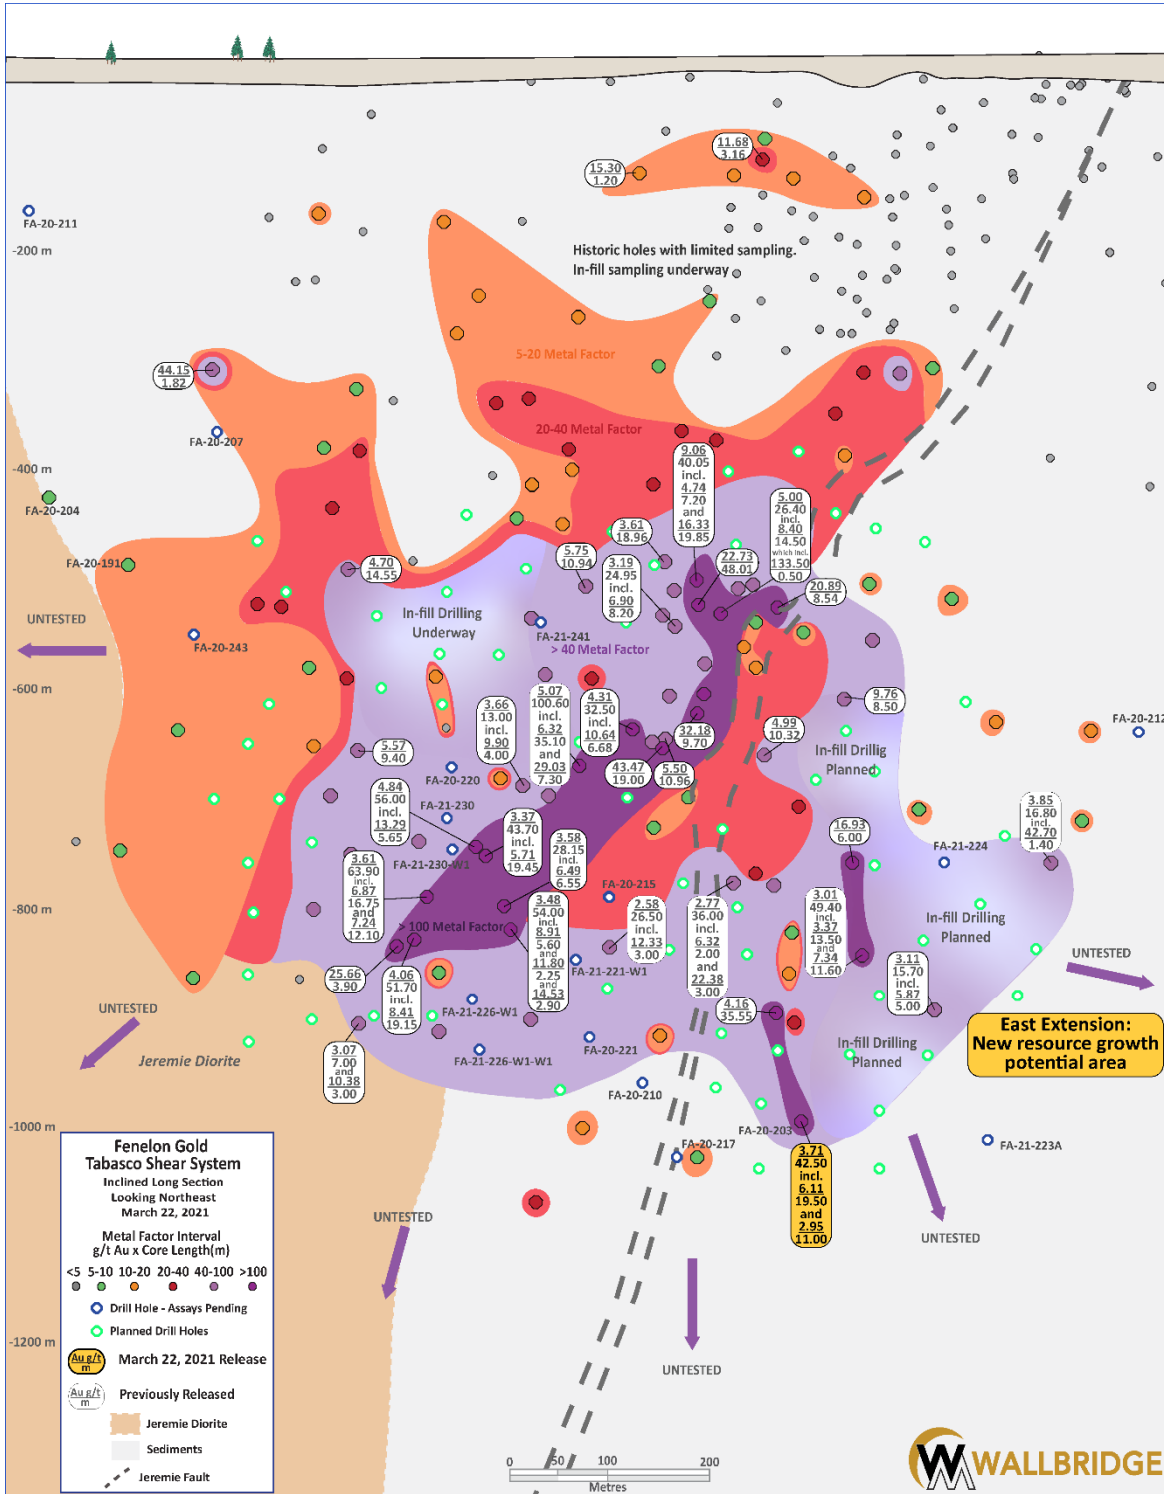 11.68
3.16
15.30
1.20
FA-20-211
-200 m
Historic holes with limited sampling.
In-fill sampling underway
5-20 Metal Factor
44.15
1.82
20-40 Metal Factor
FA-20-207
-400 m
9.06
40.05
incl.
4.74
7.20
and
16.33
19.85
5.00
26.40
incl.
8.40
14.50
which incl.
133.50
0.50
FA-20-204
3.61
18.96
5.75
10.94
3.19
24.95
incl.
6.90
8.20
22.73
48.01
FA-20-191
4.70
14.55
20.89
8.54
UNTESTED
In-fill Drilling
Underway
FA-21-241
FA-20-243
> 40 Metal Factor
-600 m
3.66
13.00
incl.
9.90
4.00
5.07
100.60
incl.
6.32
35.10
and
29.03
7.30
4.31
32.50
incl.
10.64
6.68
9.76
8.50
32.18
9.70
4.99
10.32
FA-20-212
5.57
9.40
43.47
19.00
5.50
10.96
In-fill Drillig
Planned
FA-20-220
4.84
56.00
incl.
13.29
5.65
FA-21-230
3.37
43.70
incl.
5.71
19.45
3.58
28.15
incl.
6.49
6.55
16.93
6.00
3.85
16.80
incl.
42.70
1.40
FA-21-230-W1
FA-21-224
3.61
63.90
incl.
6.87
16.75
and
7.24
12.10
FA-20-215
-800 m
> 100 Metal Factor
3.48
54.00
incl.
8.91
5.60
and
11.80
2.25
and
14.53
2.90
2.58
26.50
incl.
12.33
3.00
2.77
36.00
incl.
6.32
2.00
and
22.38
3.00
3.01
49.40
incl.
3.37
13.50
and
7.34
11.60
In-fill Drilling
Planned
25.66
3.90
4.06
51.70
incl.
8.41
19.15
FA-21-221-W1
3.11
15.70
incl.
5.87
5.00
UNTESTED
UNTESTED
FA-21-226-W1
4.16
35.55
3.07
7.00
and
10.38
3.00
Jeremie Diorite
FA-21-226-W1-W1
FA-20-221
In-fill Drilling
Planned
East Extension:
New resource growth
potential area
FA-20-210
-1000 m
FA-20-203
FA-20-217
FA-21-223A
3.71
42.50
incl.
6.11
19.50
and
2.95
11.00
UNTESTED
UNTESTED
UNTESTED
-1200 m
Fenelon Gold
Tabasco Shear System
Inclined Long Section
Looking Northeast
March 22, 2021
Metal Factor Interval
g/t Au x Core Length(m)
<5 5-10 10-20 20-40 40-100 >100
Drill Hole - Assays Pending
Planned Drill Holes
Au g/t
m
March 22, 2021 Release
Au g/t
m
Previously Released
Jeremie Diorite
Sediments
Jeremie Fault
0 50 100 200
Metres
WALLBRIDGE